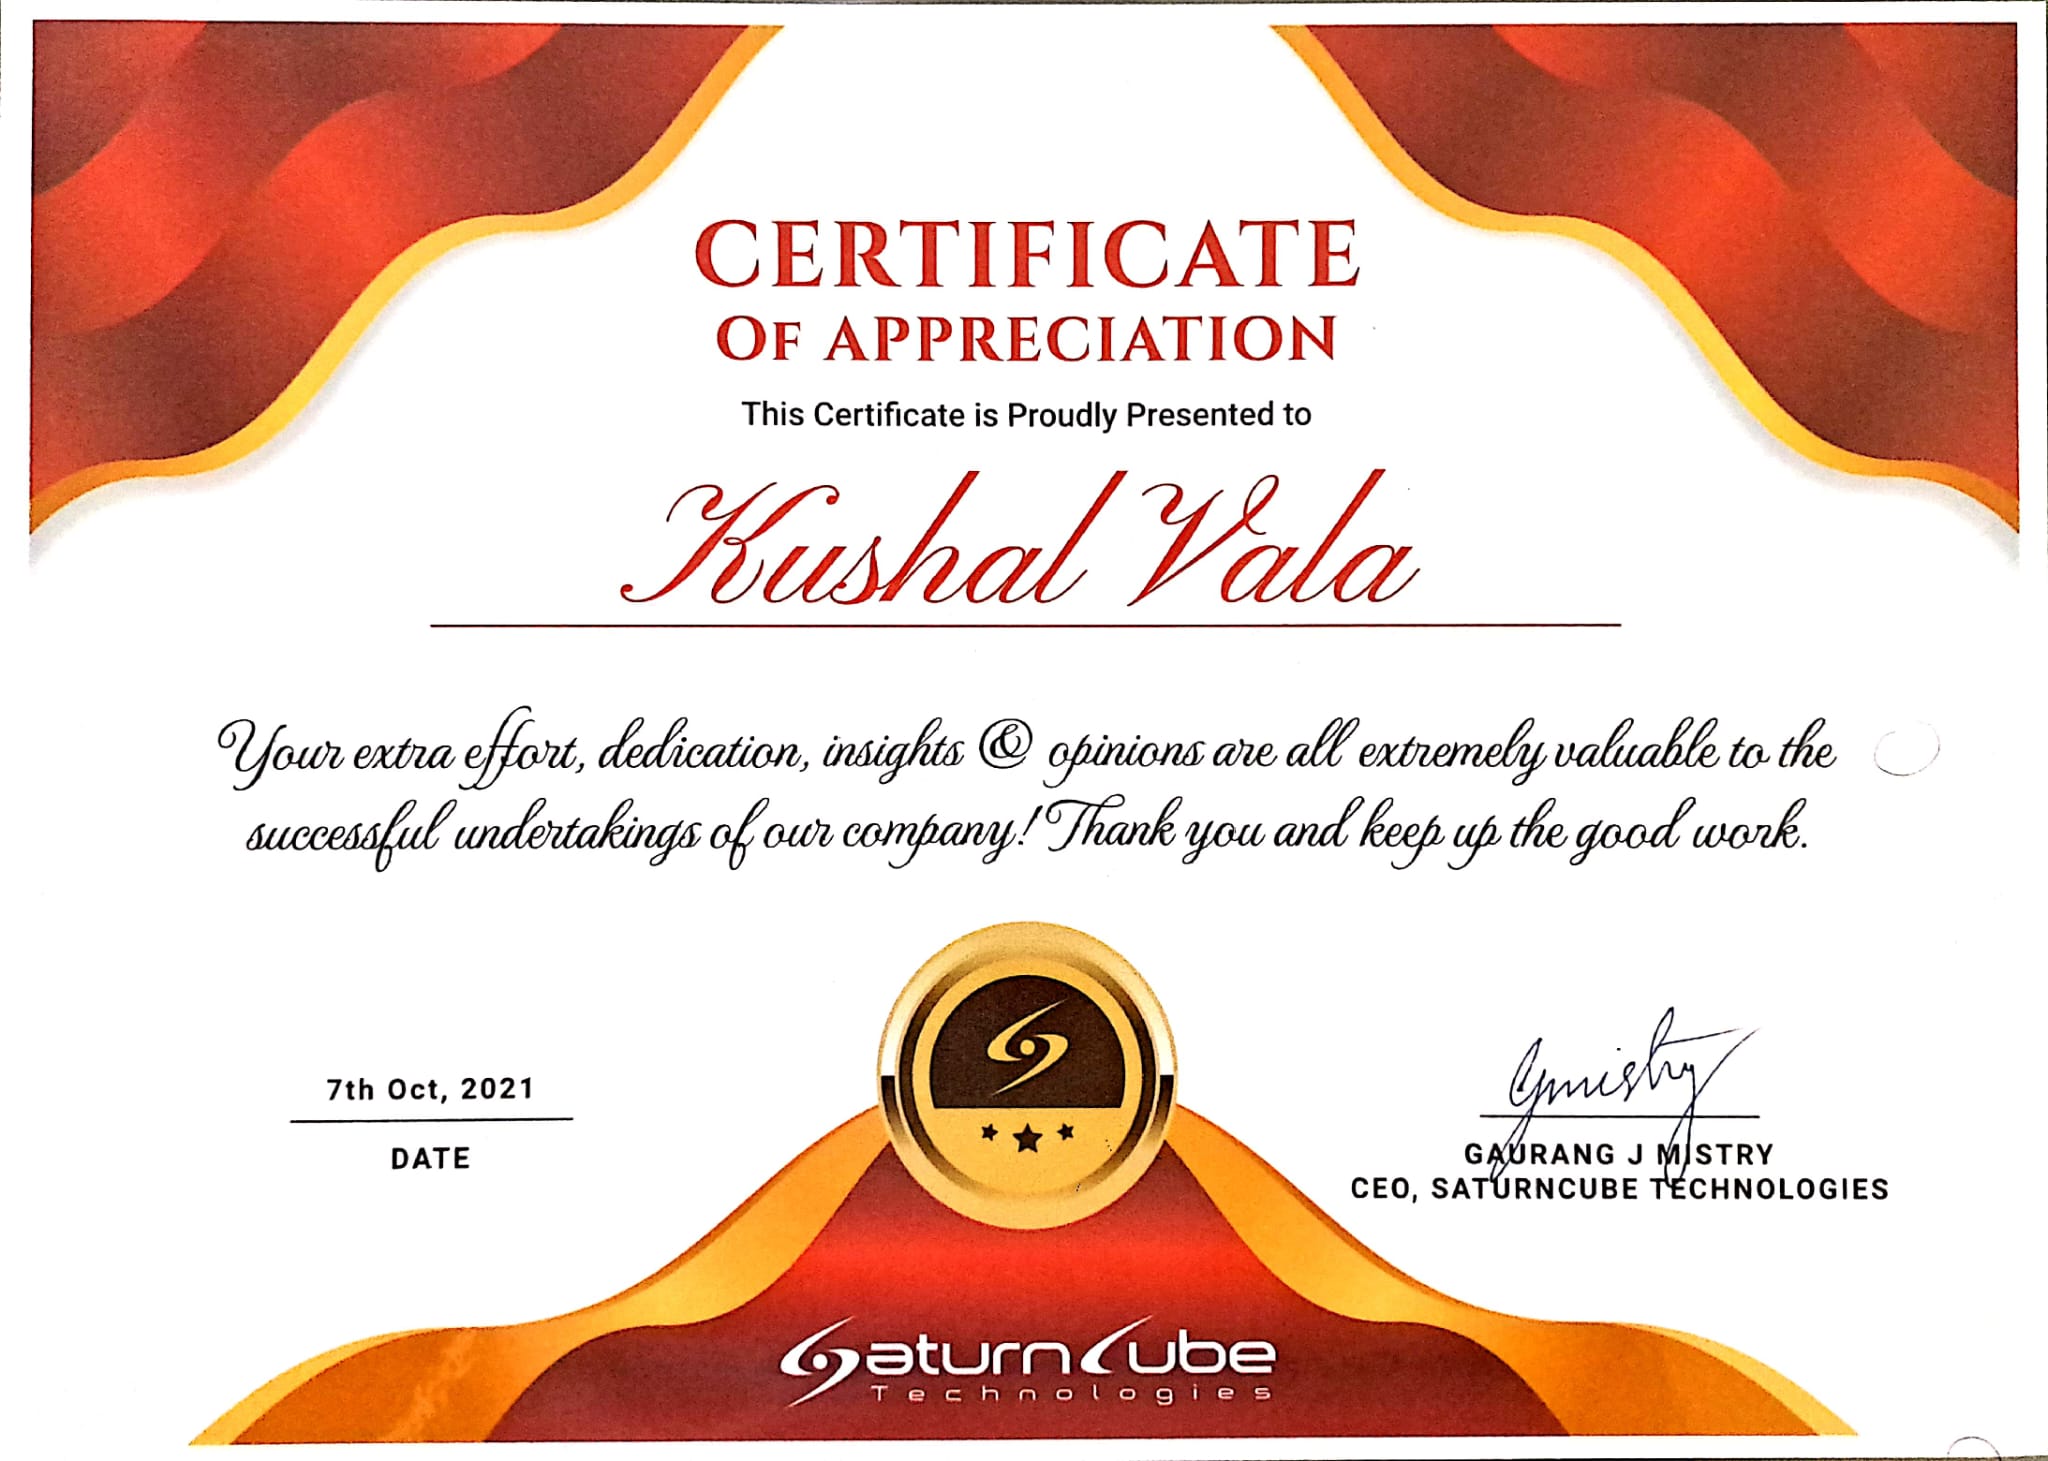 CERTIFICATE
OF APPRECIATION
This Certificate is Proudly Presented to
Kushal Vala
Your extra effort, dedication, insights & opinions are all extremely valuable to the
successful undertakings of our company! Thank you and keep up the good work.
7th Oct, 2021
DATE
Gmistry
GAURANG J MISTRY
CEO, SATURNCUBE TECHNOLOGIES
SaturnCube
Technologies